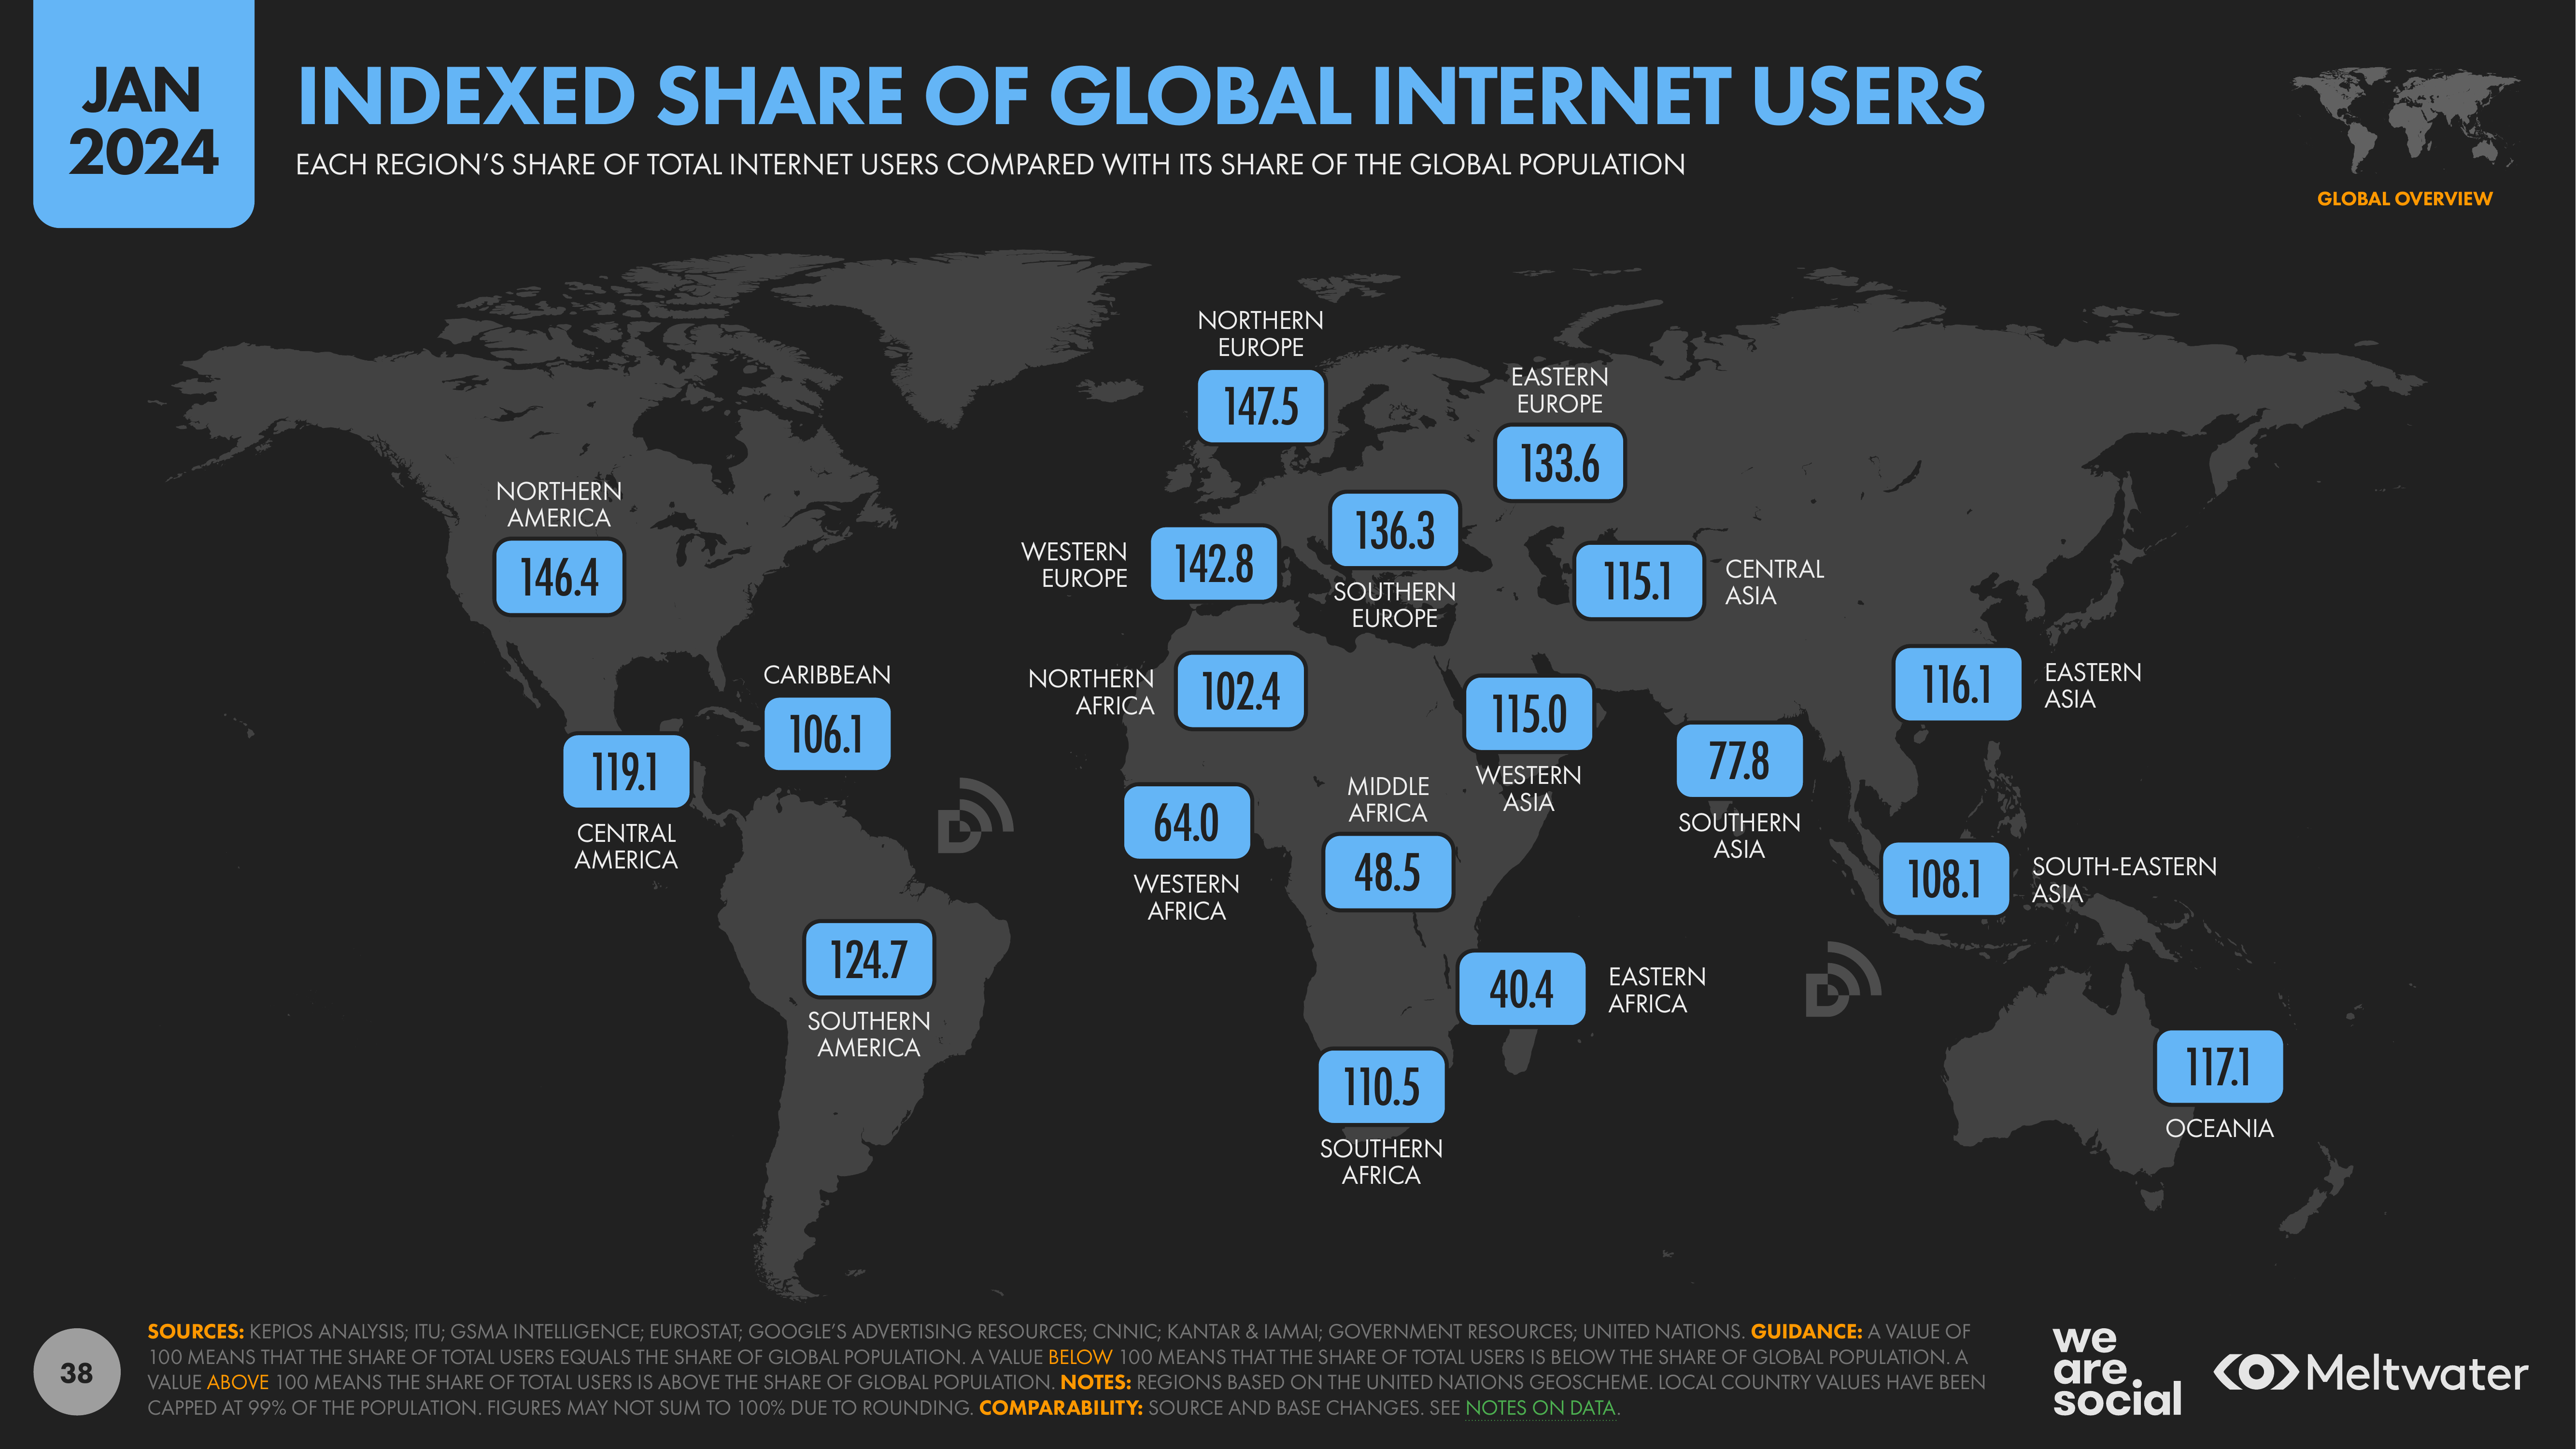 JAN
2024
INDEXED SHARE OF GLOBAL INTERNET USERS
EACH REGION'S SHARE OF TOTAL INTERNET USERS COMPARED WITH ITS SHARE OF THE GLOBAL POPULATION
GLOBAL OVERVIEW
NORTHERN
EUROPE
147.5
EASTERN
EUROPE
133.6
NORTHERN
AMERICA
146.4
WESTERN
EUROPE
142.8
136.3
SOUTHERN
EUROPE
115.1
CENTRAL
ASIA
CARIBBEAN
106.1
NORTHERN
AFRICA
102.4
115.0
WESTERN
ASIA
116.1
EASTERN
ASIA
119.1
CENTRAL
AMERICA
77.8
SOUTHERN
ASIA
64.0
WESTERN
AFRICA
MIDDLE
AFRICA
48.5
108.1
SOUTH-EASTERN
ASIA
124.7
SOUTHERN
AMERICA
40.4
EASTERN
AFRICA
110.5
SOUTHERN
AFRICA
117.1
OCEANIA
38
SOURCES: KEPIOS ANALYSIS; ITU; GSMA INTELLIGENCE; EUROSTAT; GOOGLE'S ADVERTISING RESOURCES; CNNIC; KANTAR & IAMAI; GOVERNMENT RESOURCES; UNITED NATIONS. GUIDANCE: A VALUE OF
100 MEANS THAT THE SHARE OF TOTAL USERS EQUALS THE SHARE OF GLOBAL POPULATION. A VALUE BELOW 100 MEANS THAT THE SHARE OF TOTAL USERS IS BELOW THE SHARE OF GLOBAL POPULATION. A
VALUE ABOVE 100 MEANS THE SHARE OF TOTAL USERS IS ABOVE THE SHARE OF GLOBAL POPULATION. NOTES: REGIONS BASED ON THE UNITED NATIONS GEOSCHEME. LOCAL COUNTRY VALUES HAVE BEEN
CAPPED AT 99% OF THE POPULATION. FIGURES MAY NOT SUM TO 100% DUE TO ROUNDING. COMPARABILITY: SOURCE AND BASE CHANGES. SEE NOTES ON DATA.
we
are
social
Meltwater